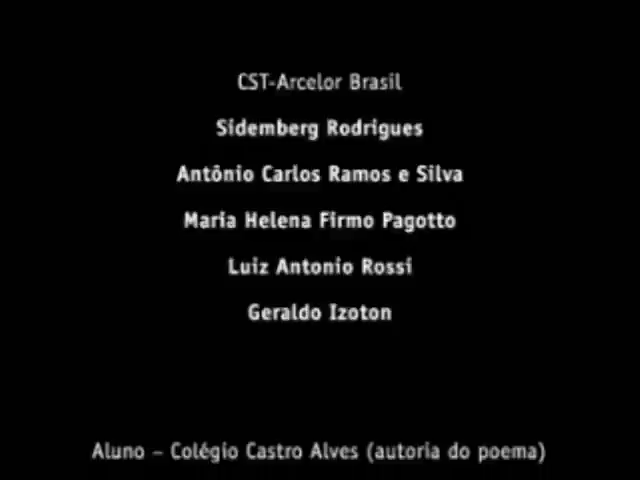 CST-Arcelor Brasil
Sidemberg Rodrigues
Antônio Carlos Ramos e Silva
Maria Helena Firmo Pagotto
Luiz Antonio Rossi
Geraldo Izoton
Aluno – Colégio Castro Alves (autoria do poema)